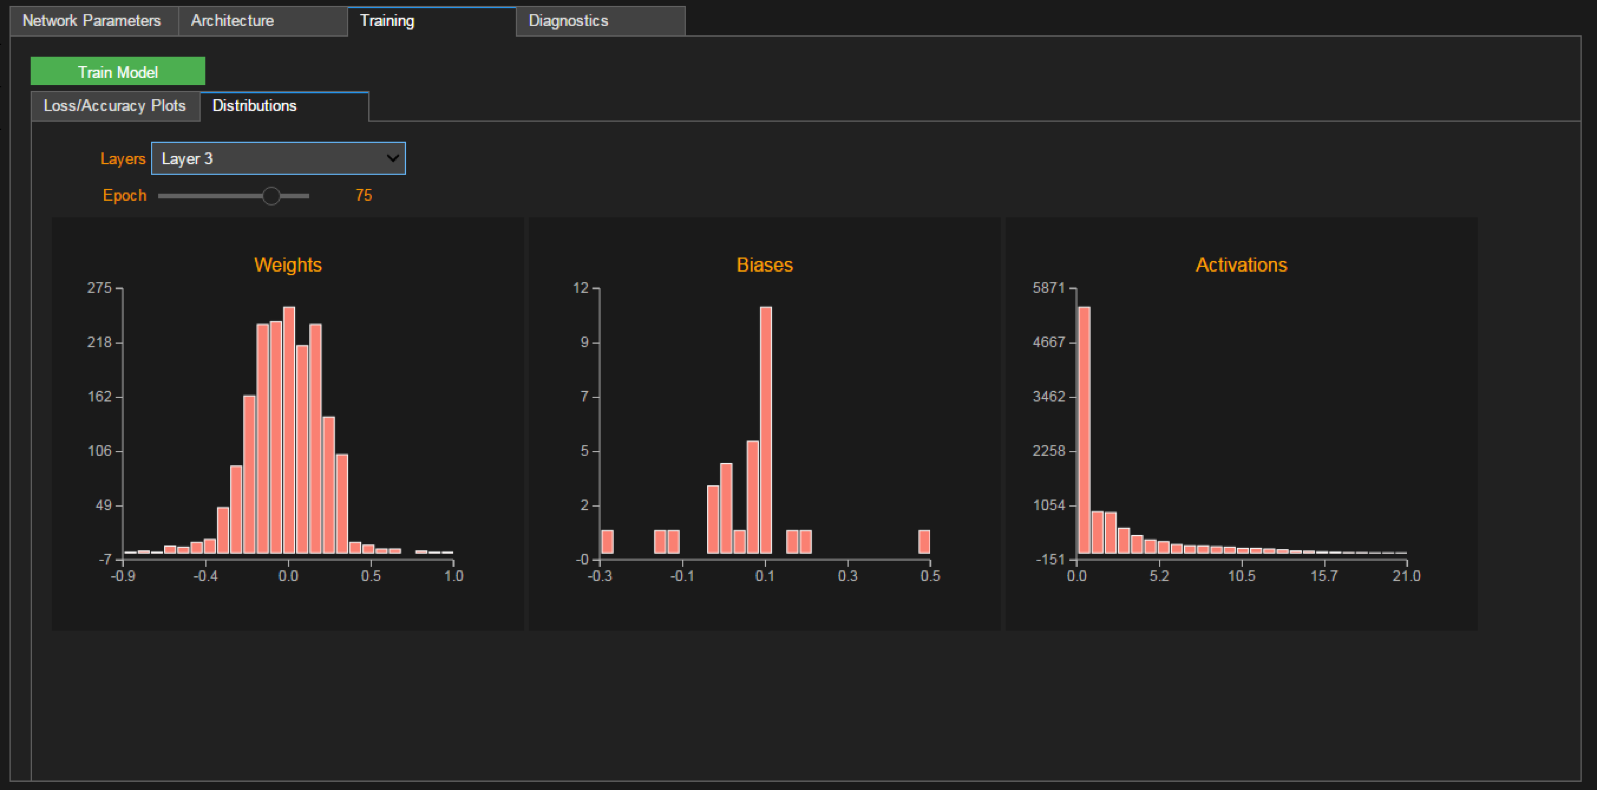 Network Parameters Architecture Training Diagnostics
Train Model
Loss/Accuracy Plots Distributions
Layers Layer 3
Epoch 75
Weights
275
218
162
106
49
-7
-0.9 -0.4 0.0 0.5 1.0
Biases
12
9
7
5
2
-0
-0.3 -0.1 0.1 0.3 0.5
Activations
5871
4667
3462
2258
1054
-151
0.0 5.2 10.5 15.7 21.0